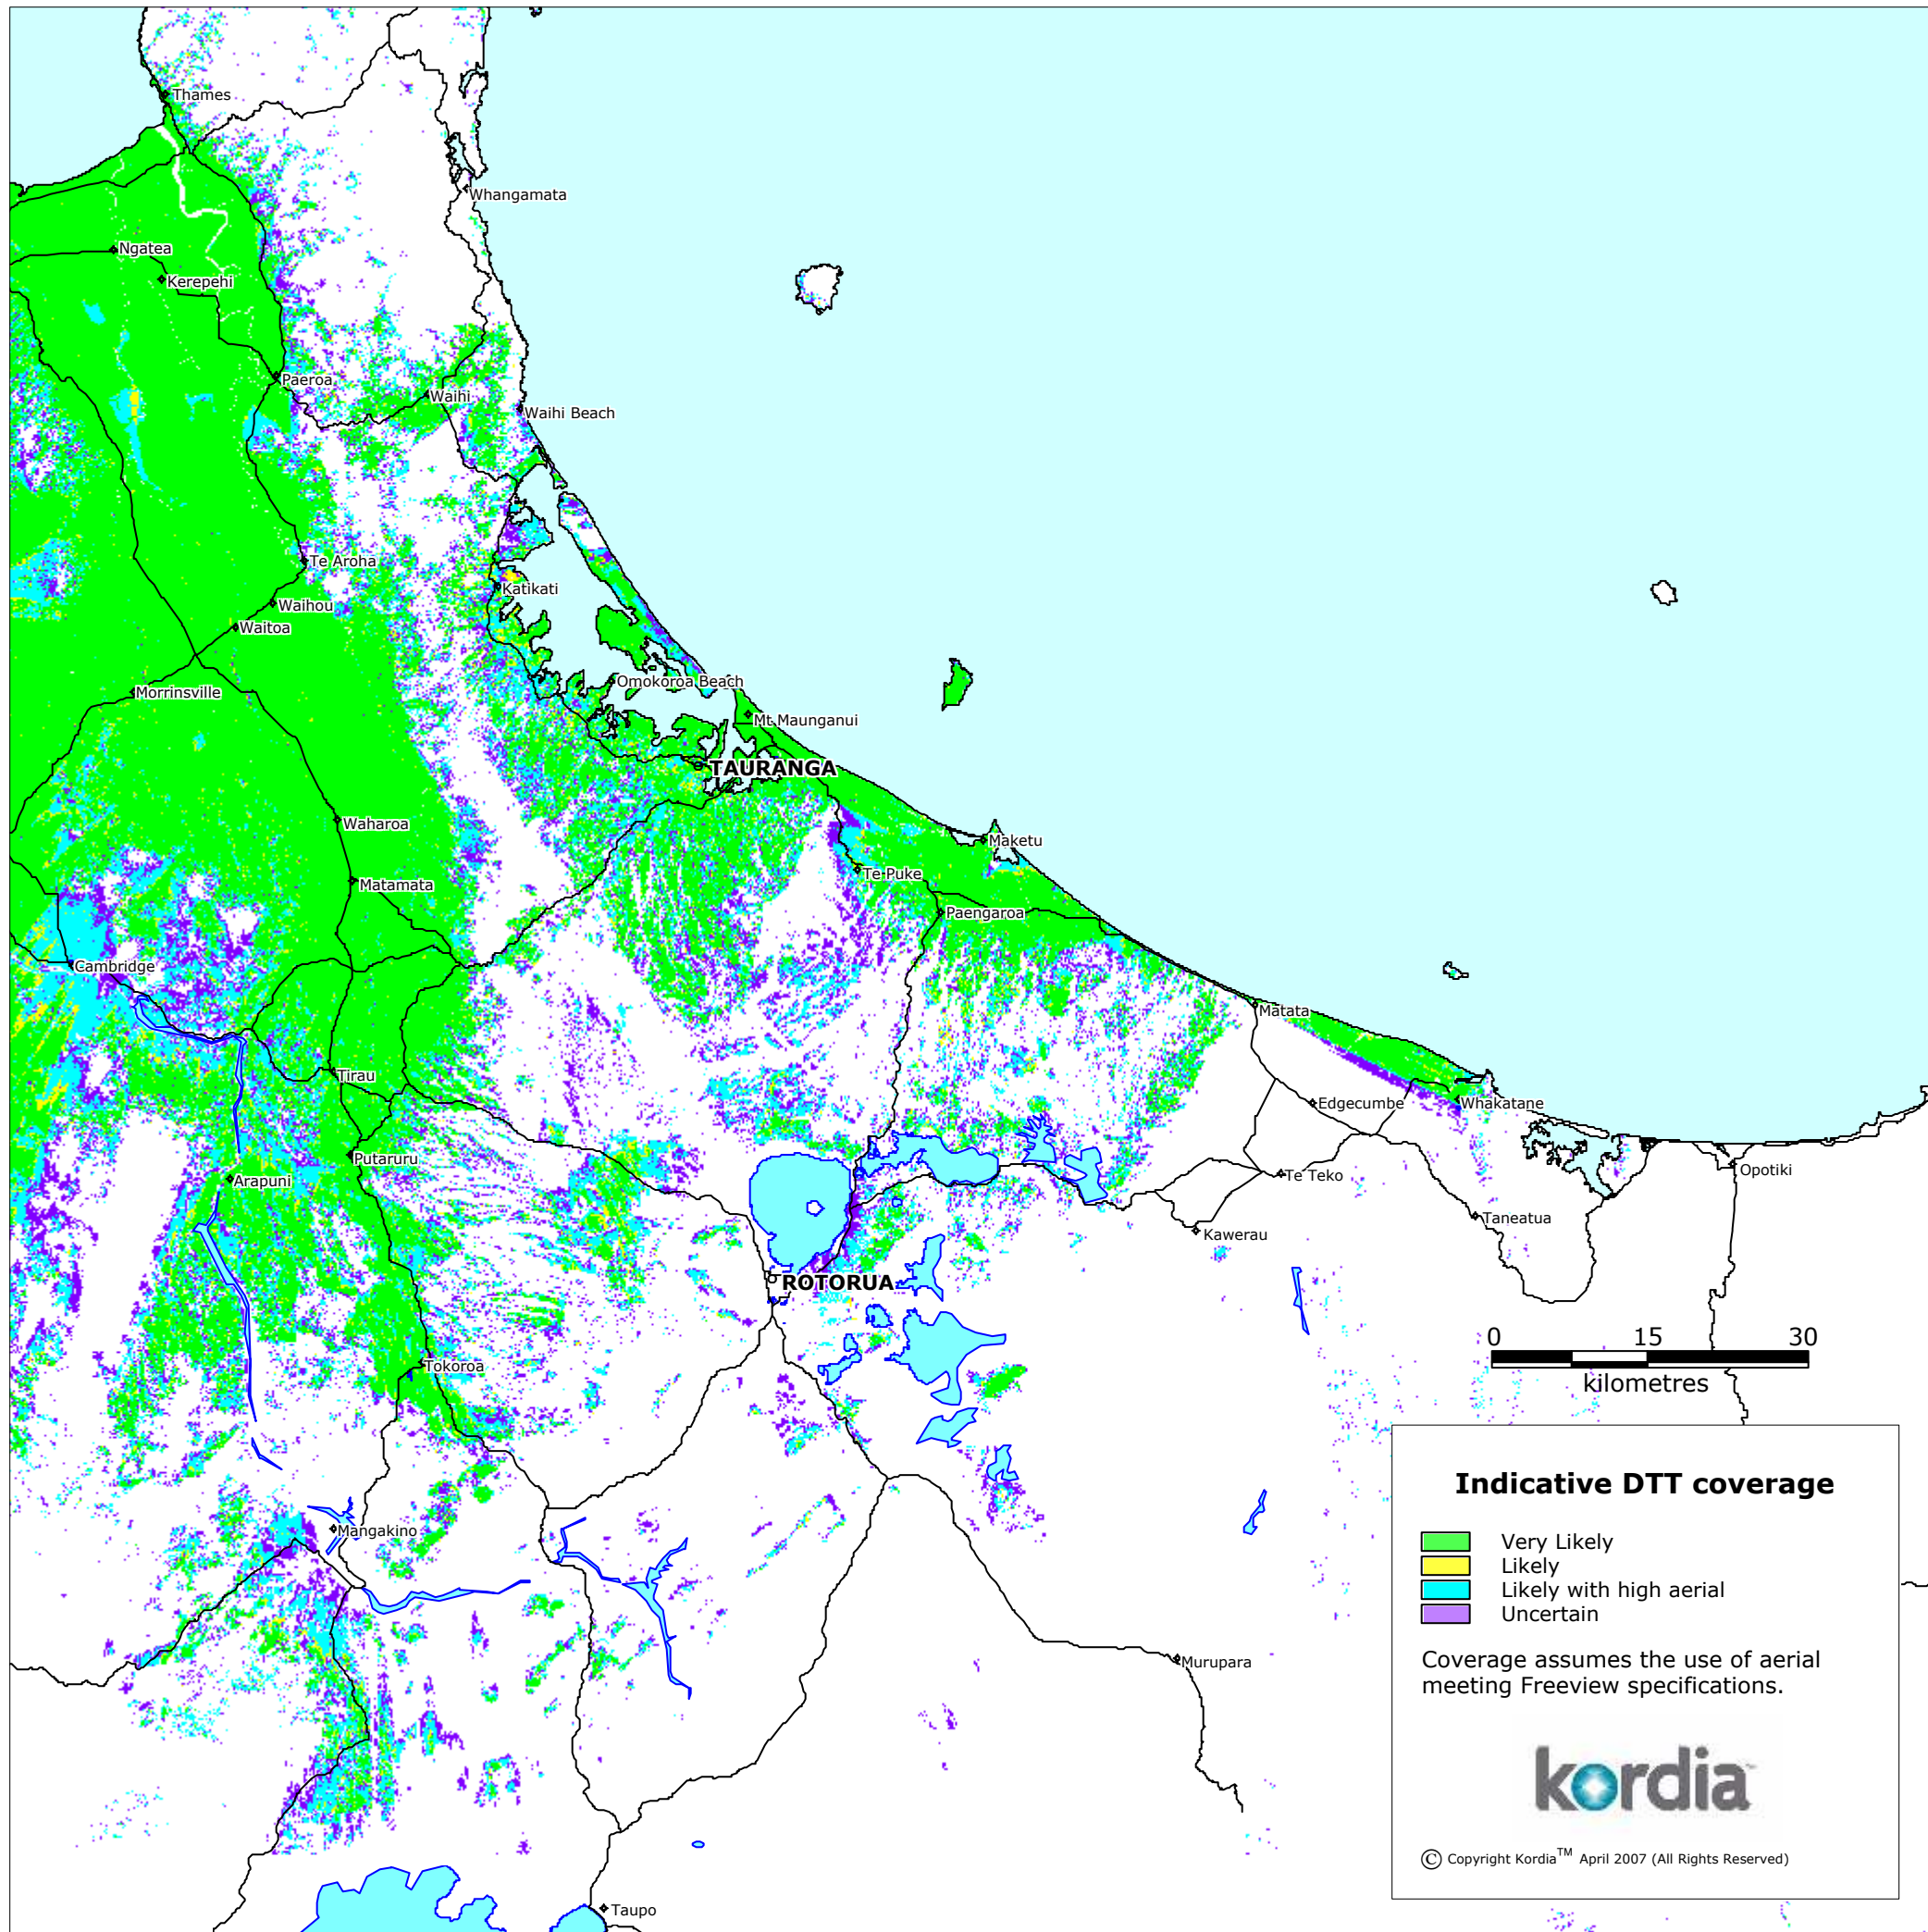 Thames
Whangamata
Ngatea
Kerepehi
Paeroa
Waihi
Waihi Beach
Te Aroha
Katikati
Waihou
Waitoa
Omokoroa Beach
Morrinsville
Mt Maunganui
TAURANGA
Waharoa
Maketu
Te Puke
Matamata
Paengaroa
Cambridge
Matata
Tirau
Edgecumbe
Whakatane
Putaruru
Opotiki
Te Teko
Arapuni
Taneatua
Kawerau
ROTORUA
0 15 30
kilometres
Tokoroa
Mangakino
Murupara
Taupo
Indicative DTT coverage
Very Likely
Likely
Likely with high aerial
Uncertain
Coverage assumes the use of aerial
meeting Freeview specifications.
kordia™
© Copyright Kordia™ April 2007 (All Rights Reserved)